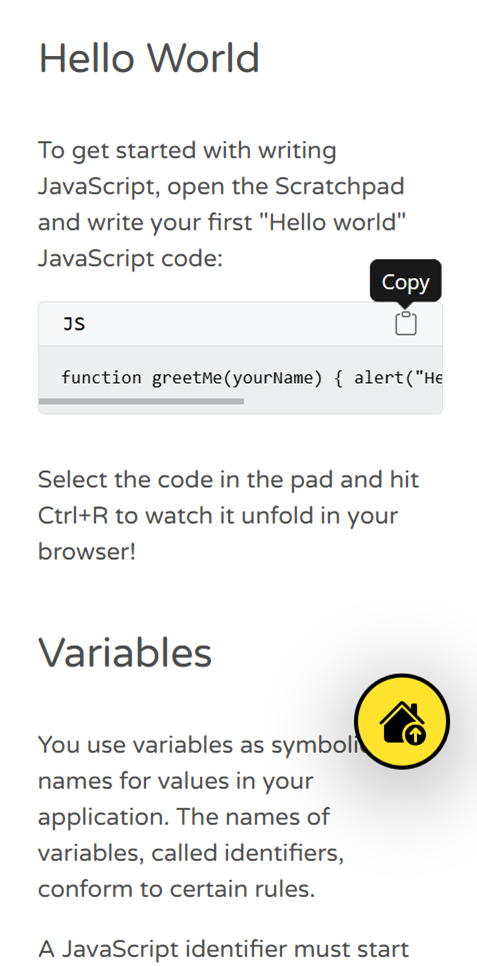 Hello World
To get started with writing
JavaScript, open the Scratchpad
and write your first "Hello world"
JavaScript code:
Copy
JS
function greetMe(yourName) { alert("He
Select the code in the pad and hit
Ctrl+R to watch it unfold in your
browser!
Variables
You use variables as
names for values in your
application. The names of
variables, called identifiers,
conform to certain rules.
A JavaScript identifier must start